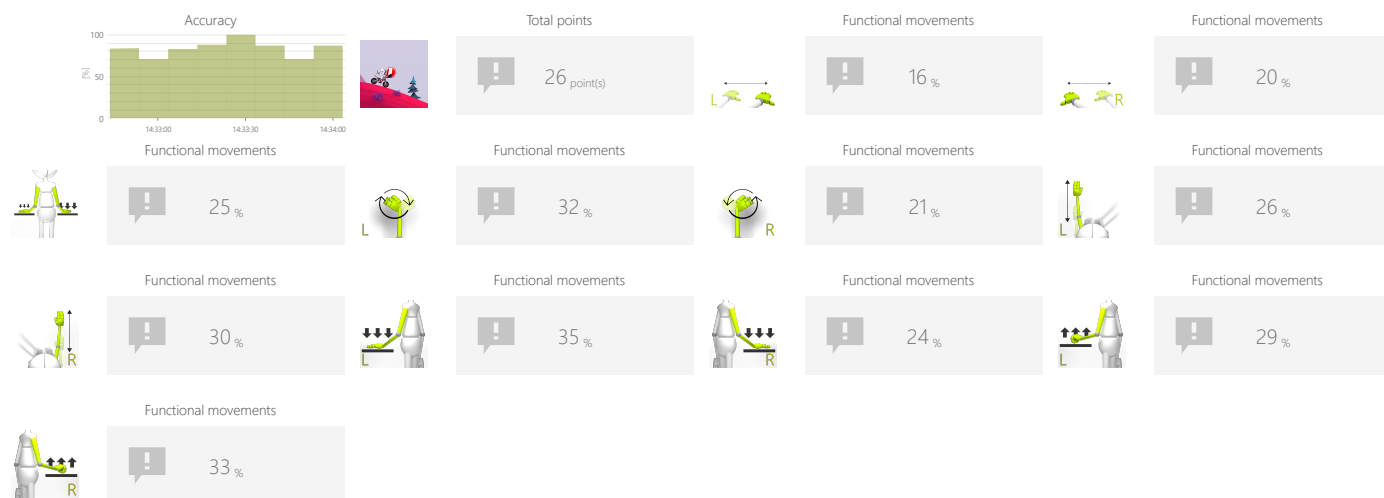 Accuracy
100
50
0
[%]
14:33:00 14:33:30 14:34:00
Total points
26 point(s)
Functional movements
L
16 %
Functional movements
R
20 %
Functional movements
25 %
Functional movements
L
32 %
Functional movements
R
21 %
Functional movements
L
26 %
Functional movements
R
30 %
Functional movements
L
35 %
Functional movements
R
24 %
Functional movements
L
29 %
Functional movements
R
33 %